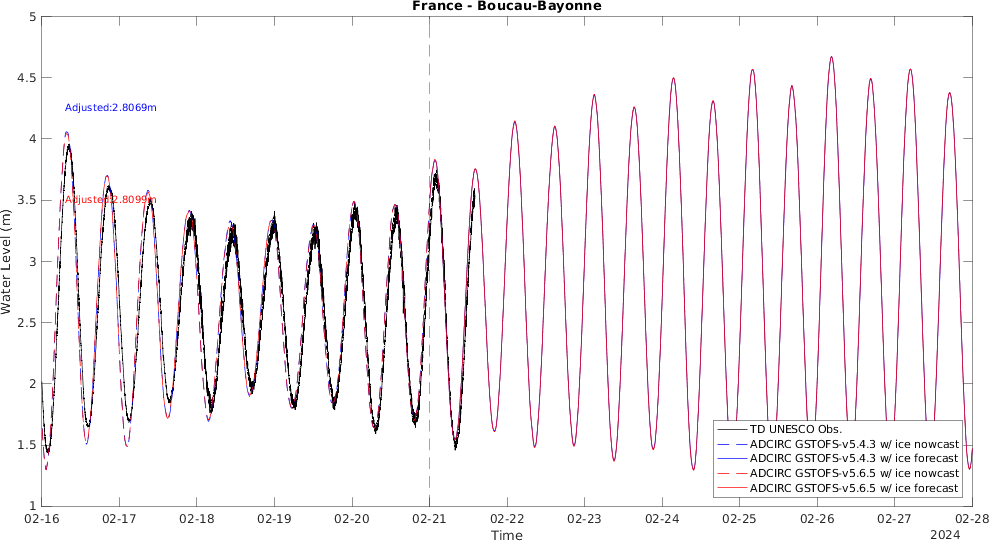 France - Boucau-Bayonne
Water Level (m)
5
4.5
4
3.5
3
2.5
2
1.5
1
Adjusted:2.8069m
Adjusted:2.8099m
TD UNESCO Obs.
ADCIRC GSTOFS-v5.4.3 w/ ice nowcast
ADCIRC GSTOFS-v5.4.3 w/ ice forecast
ADCIRC GSTOFS-v5.6.5 w/ ice nowcast
ADCIRC GSTOFS-v5.6.5 w/ ice forecast
02-16 02-17 02-18 02-19 02-20 02-21 02-22 02-23 02-24 02-25 02-26 02-27 02-28
Time
2024